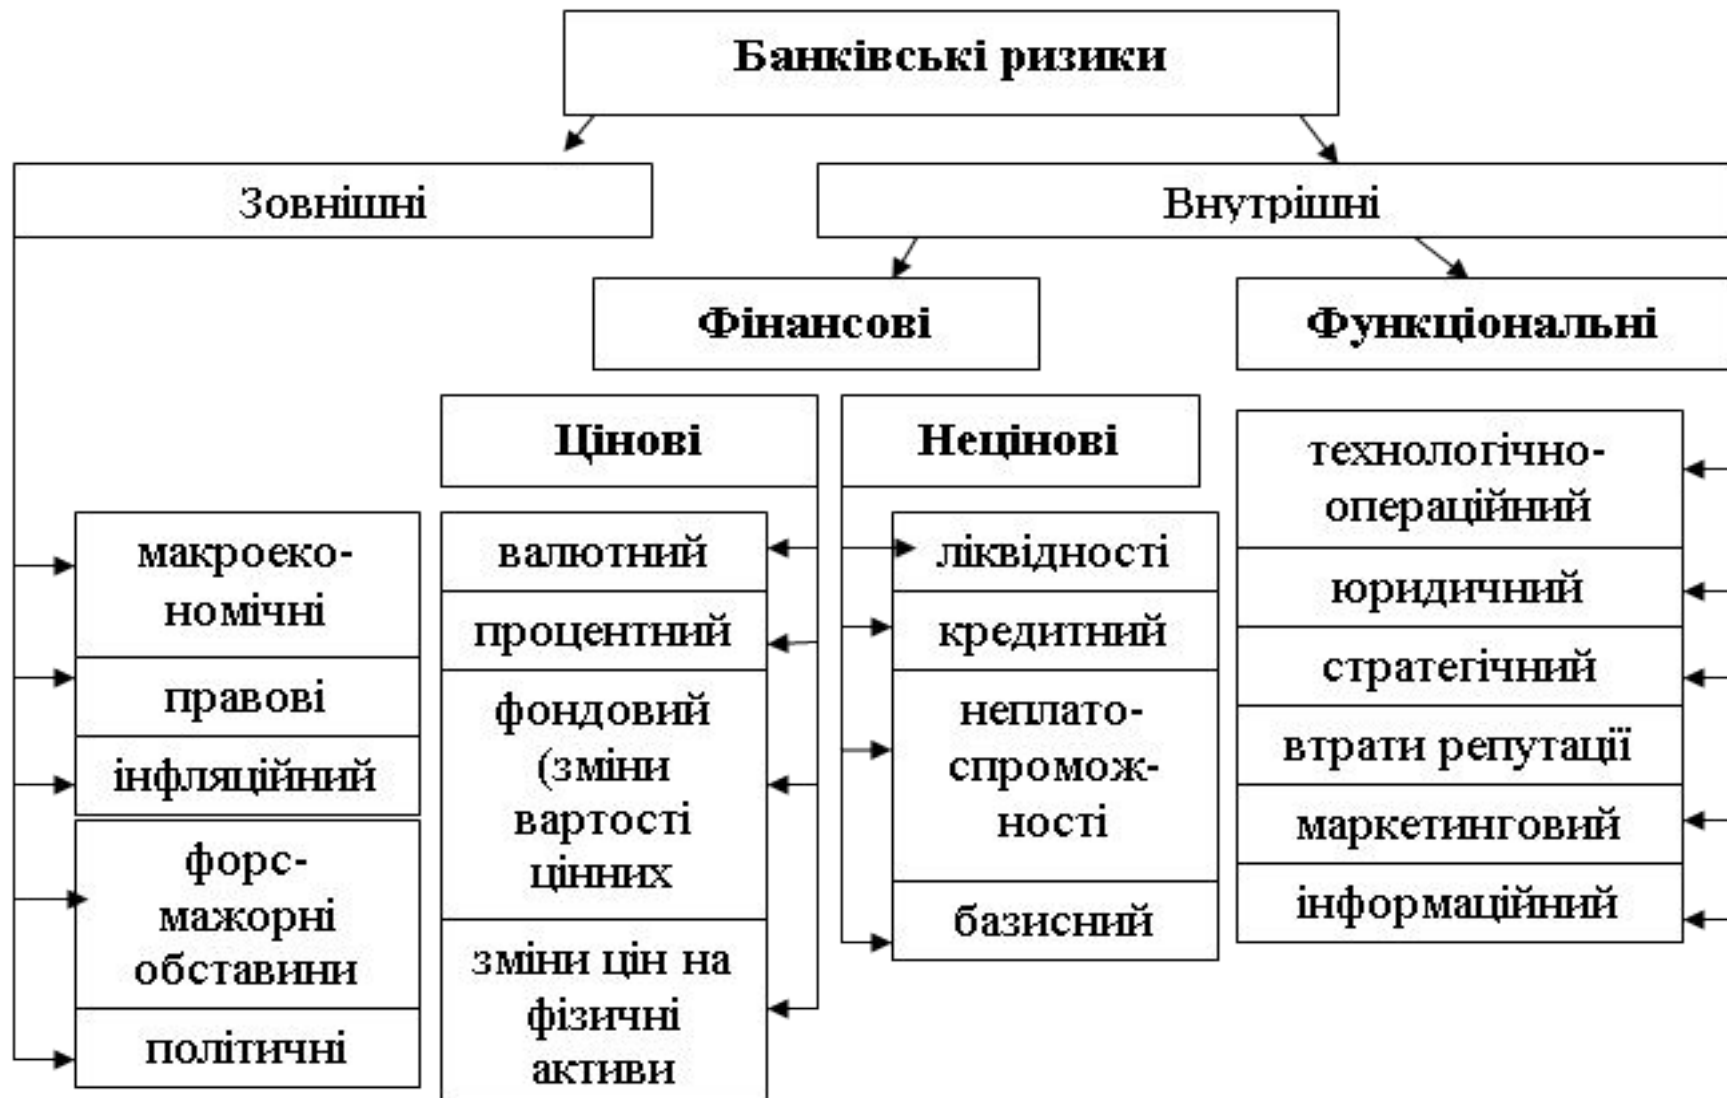 Банківські ризики
Зовнішні
Внутрішні
Фінансові
Функціональні
Цінові
Нецінові
макроеко-
номічні
правові
інфляційний
форс-
мажорні
обставини
політичні
валютний
процентний
фондовий
(зміни
вартості
цінних
зміни цін на
фізичні
активи
ліквідності
кредитний
неплато-
спромож-
ності
базисний
технологічно-
операційний
юридичний
стратегічний
втрати репутації
маркетинговий
інформаційний